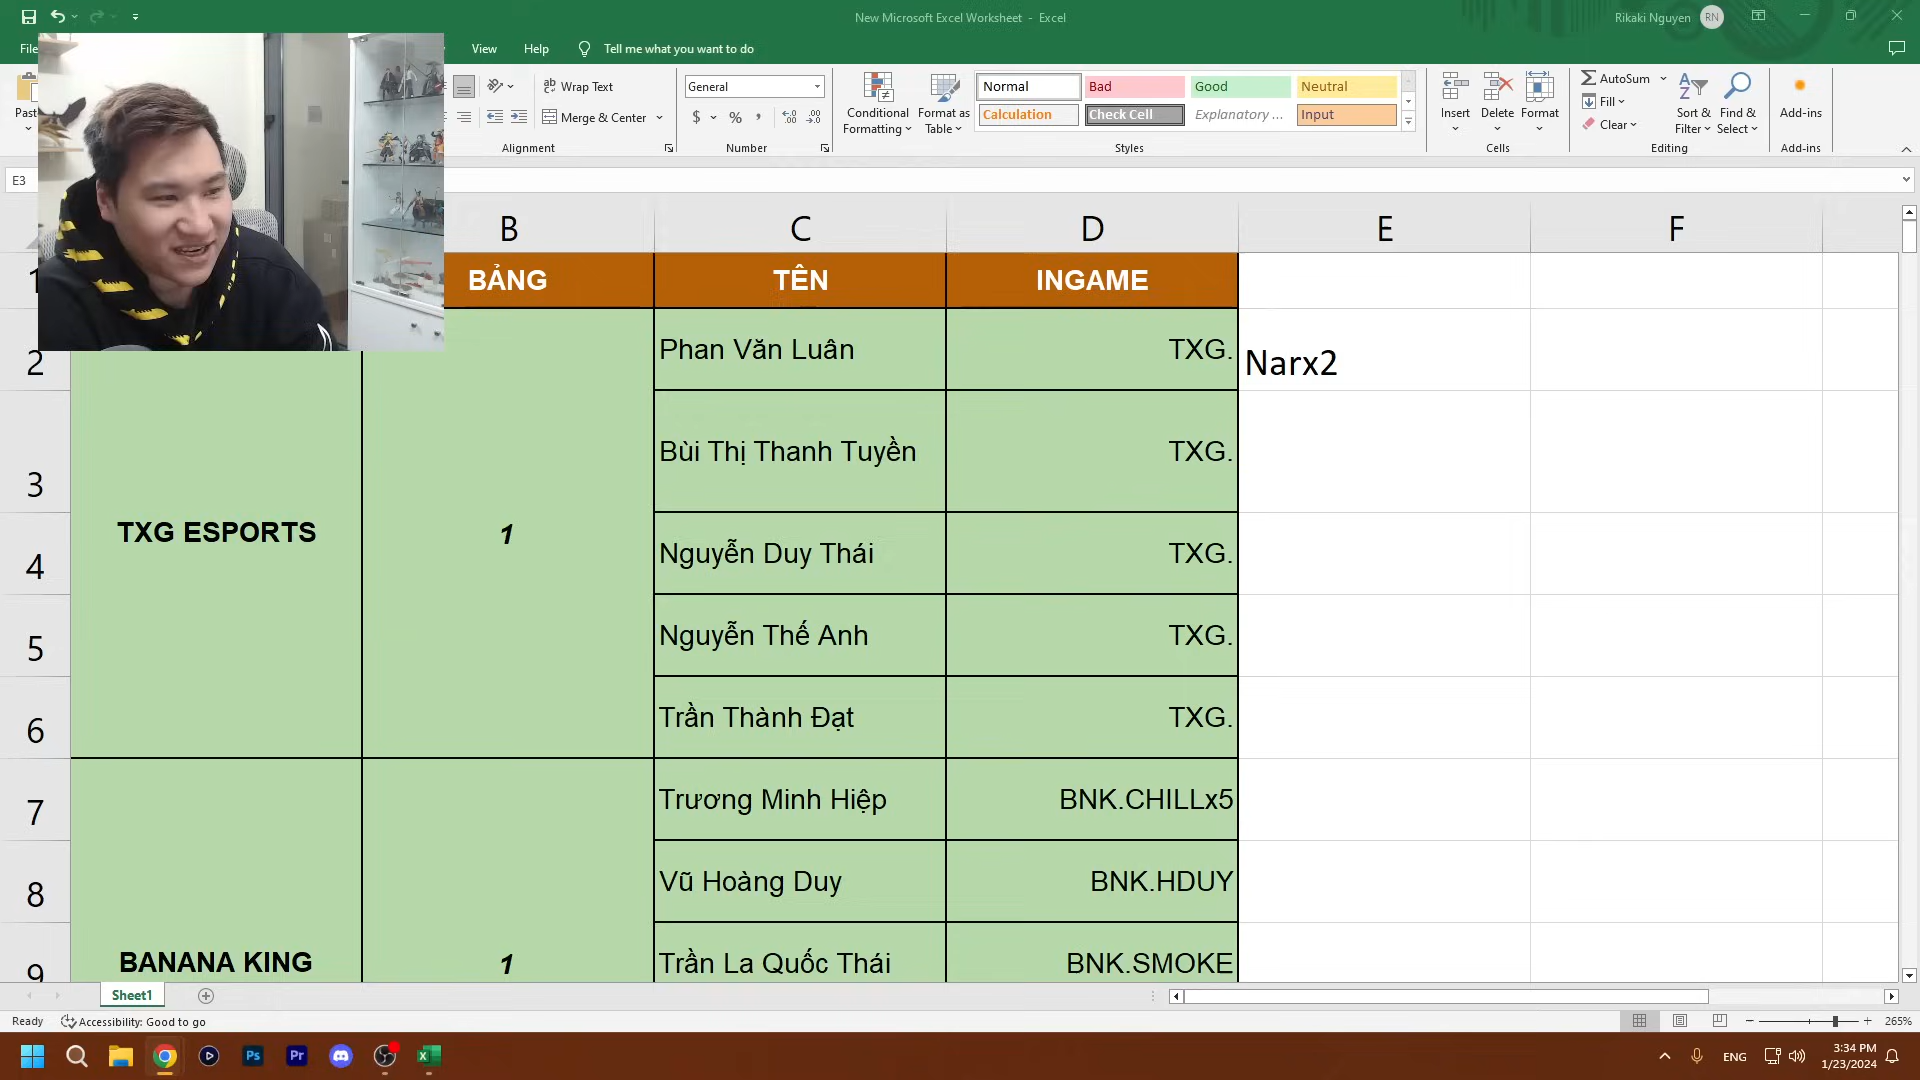 New Microsoft Excel Worksheet - Excel
Rikaki Nguyen RN
File View Help Tell me what you want to do
Paste
ab Wrap Text
Merge & Center
General
$ % ,
Conditional Formatting
Format as Table
Normal Bad Good Neutral
Calculation Check Cell Explanatory ... Input
Insert Delete Format
AutoSum
Fill
Clear
Sort & Filter
Find & Select
Add-ins
Alignment Number Styles Cells Editing Add-ins
E3
B C D E F
1 BẢNG TÊN INGAME
2 Phan Văn Luân TXG. Narx2
3 Bùi Thị Thanh Tuyền TXG.
TXG ESPORTS 1
4 Nguyễn Duy Thái TXG.
5 Nguyễn Thế Anh TXG.
6 Trần Thành Đạt TXG.
7 Trương Minh Hiệp BNK.CHILLx5
8 Vũ Hoàng Duy BNK.HDUY
9 BANANA KING 1 Trần La Quốc Thái BNK.SMOKE
Sheet1
Ready Accessibility: Good to go 265%
Ps Pr ENG 3:34 PM
1/23/2024